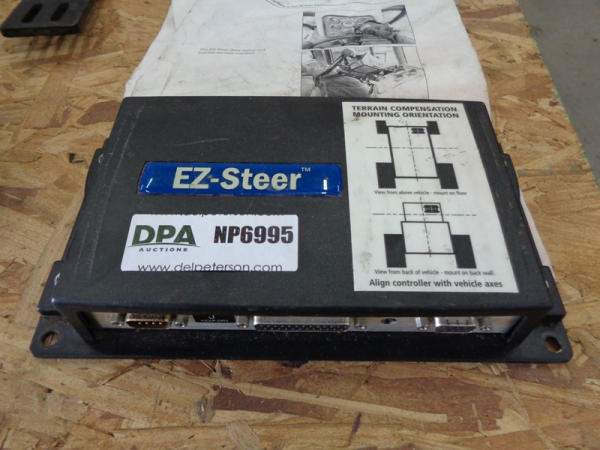 TERRAIN COMPENSATION
MOUNTING ORIENTATION
View from above vehicle - mount on floor
EZ-Steer™
DPA
AUCTIONS
NP6995
www.delpeterson.com
View from back of vehicle - mount on back wall.
Align controller with vehicle axes